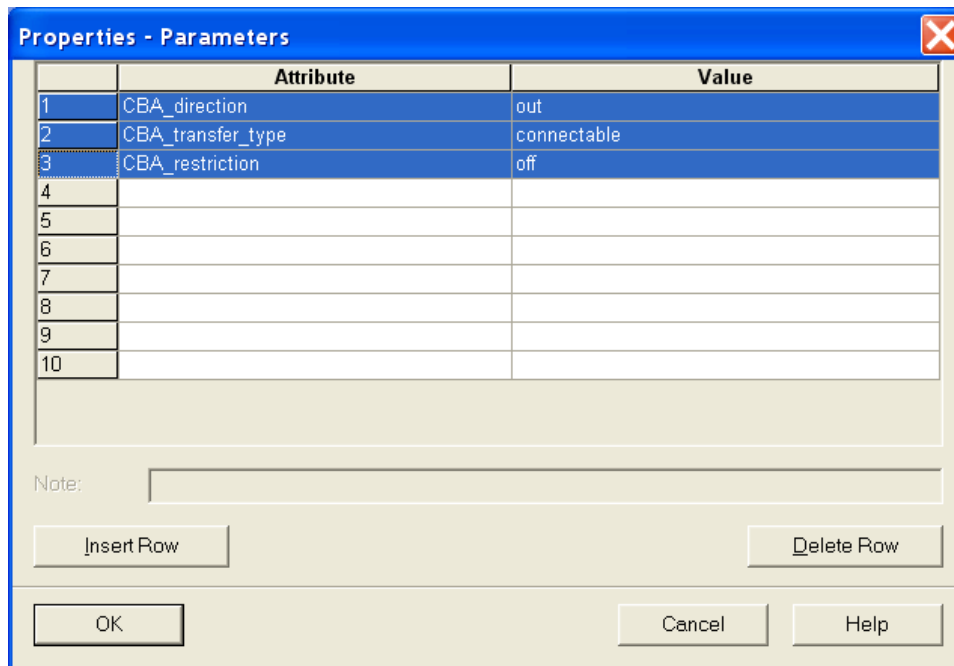 Properties - Parameters
Attribute Value
1 CBA_direction out
2 CBA_transfer_type connectable
3 CBA_restriction off
4
5
6
7
8
9
10
Note:
Insert Row Delete Row
OK Cancel Help